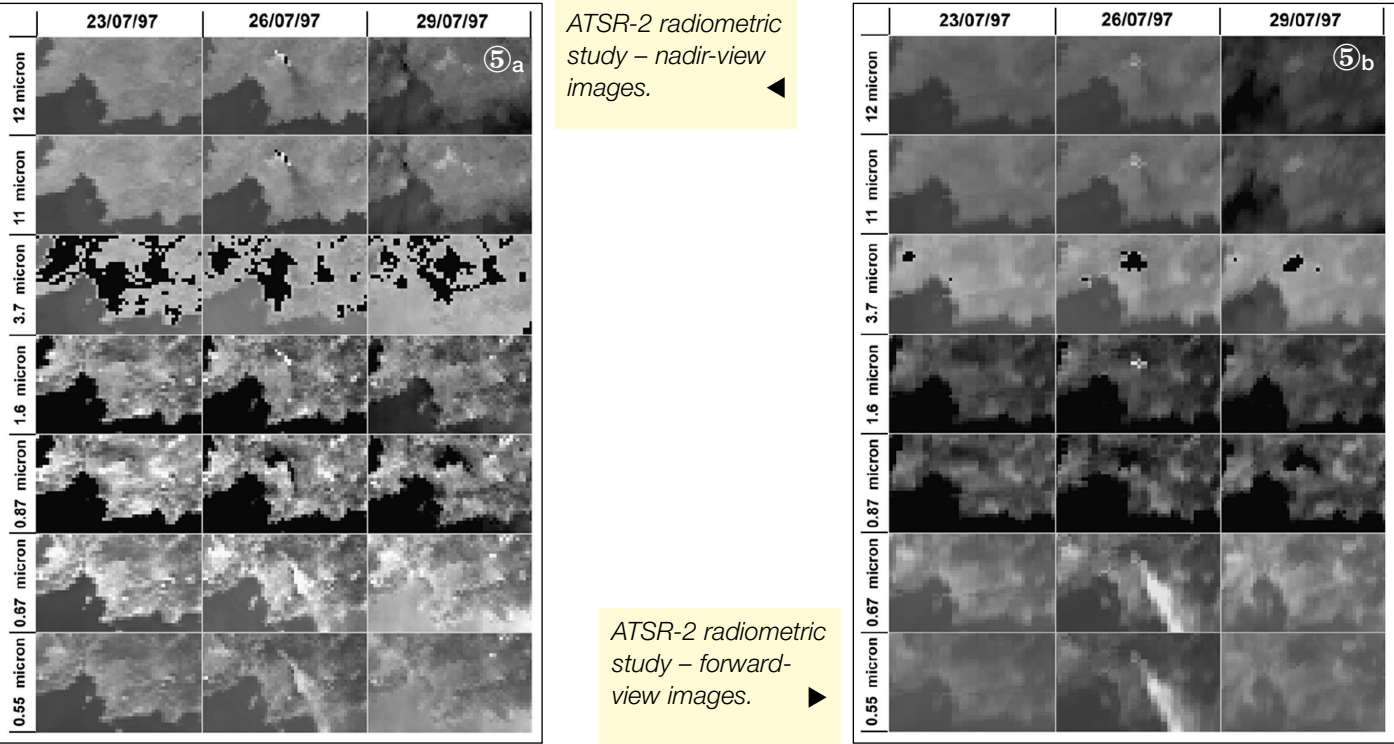 23/07/97 26/07/97 29/07/97
⑤a
12 micron
11 micron
3.7 micron
1.6 micron
0.87 micron
0.67 micron
0.55 micron
ATSR-2 radiometric
study – nadir-view
images. ◀
ATSR-2 radiometric
study – forward-
view images. ▶
23/07/97 26/07/97 29/07/97
⑤b
12 micron
11 micron
3.7 micron
1.6 micron
0.87 micron
0.67 micron
0.55 micron